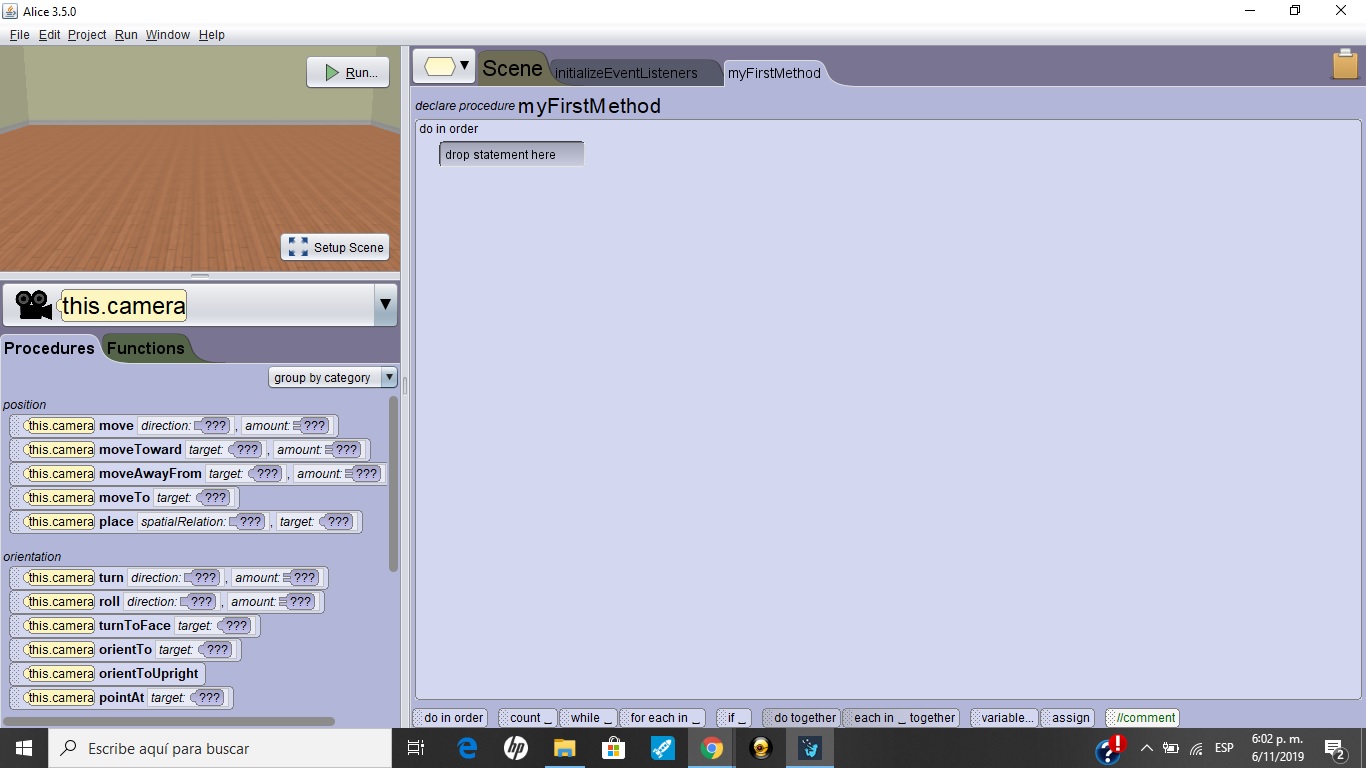 Alice 3.5.0
File Edit Project Run Window Help
Run...
Setup Scene
this.camera
Procedures Functions
group by category
position
this.camera move direction: ??? , amount: ???
this.camera moveToward target: ??? , amount: ???
this.camera moveAwayFrom target: ??? , amount: ???
this.camera moveTo target: ???
this.camera place spatialRelation: ??? , target: ???
orientation
this.camera turn direction: ??? , amount: ???
this.camera roll direction: ??? , amount: ???
this.camera turnToFace target: ???
this.camera orientTo target: ???
this.camera orientToUpright
this.camera pointAt target: ???
Scene initializeEventListeners myFirstMethod
declare procedure myFirstMethod
do in order
drop statement here
do in order count _ while _ for each in _ if _ do together each in _ together variable... assign //comment
Escribe aquí para buscar
hp
ESP
6:02 p. m.
6/11/2019
2